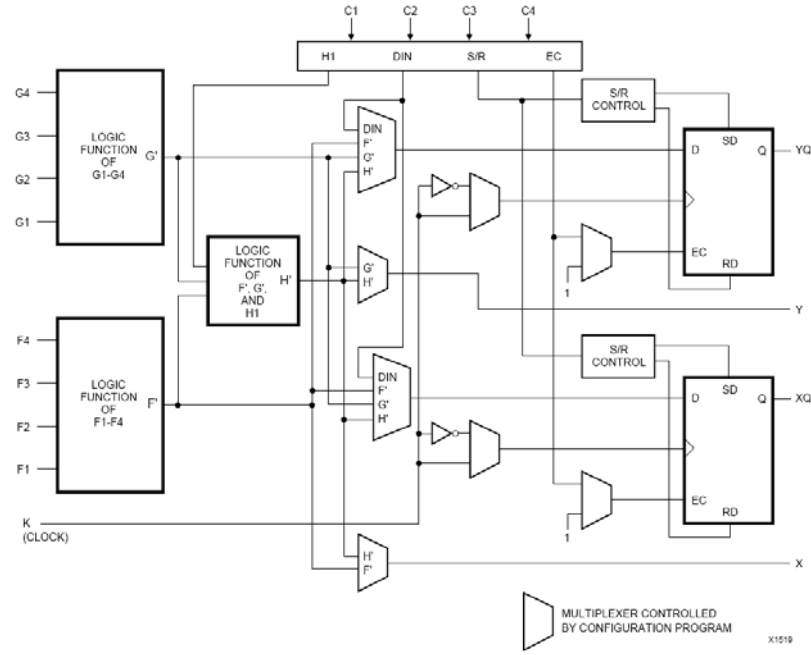 C1 C2 C3 C4
H1 DIN S/R EC
G4
G3
G2
G1
LOGIC
FUNCTION
OF
G1-G4
G'
DIN
F'
G'
H'
S/R
CONTROL
D
SD
Q
YQ
EC
RD
1
LOGIC
FUNCTION
OF
F', G',
AND
H1
H'
G'
H'
Y
F4
F3
F2
F1
LOGIC
FUNCTION
OF
F1-F4
F'
DIN
F'
G'
H'
S/R
CONTROL
D
SD
Q
XQ
EC
RD
1
K
(CLOCK)
H'
F'
X
MULTIPLEXER CONTROLLED
BY CONFIGURATION PROGRAM
X1519